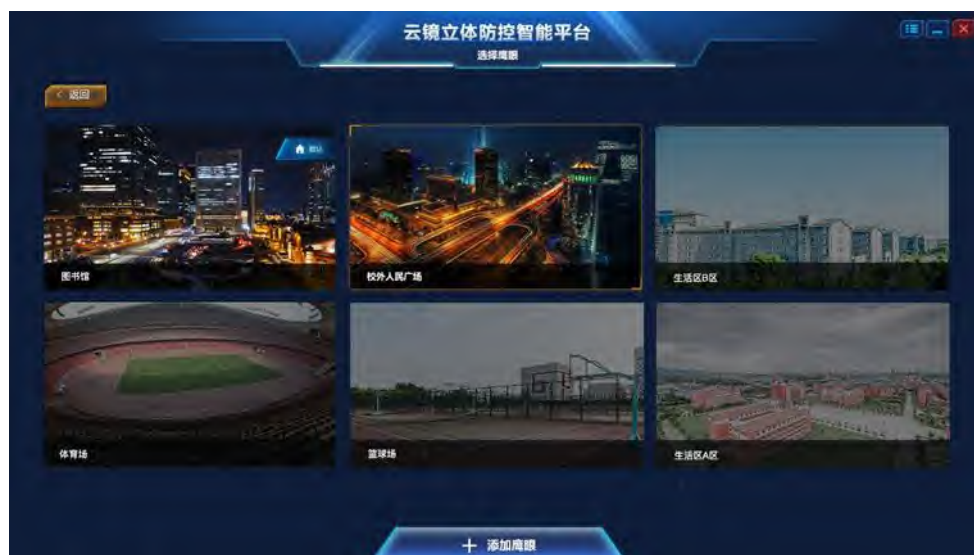 云镜立体防控智能平台
选择鹰眼
< 返回
默认
图书馆
校外人民广场
生活区B区
体育场
篮球场
生活区A区
+ 添加鹰眼